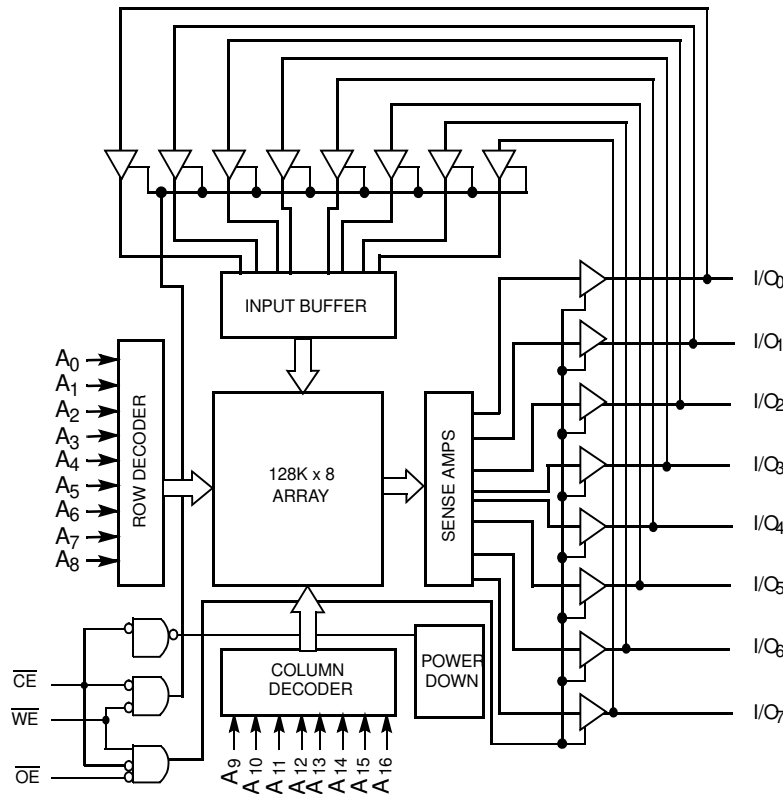 INPUT BUFFER
I/O0
I/O1
I/O2
I/O3
I/O4
I/O5
I/O6
I/O7
A0
A1
A2
A3
A4
A5
A6
A7
A8
ROW DECODER
128K x 8
ARRAY
SENSE AMPS
COLUMN
DECODER
POWER
DOWN
CE
WE
OE
A9
A10
A11
A12
A13
A14
A15
A16